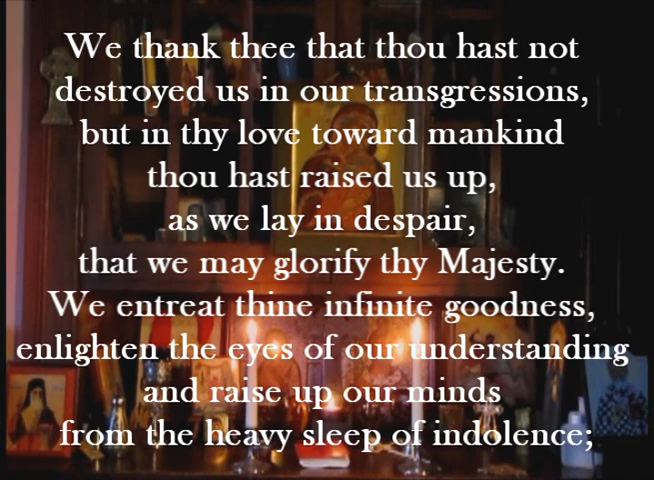 We thank thee that thou hast not
destroyed us in our transgressions,
but in thy love toward mankind
thou hast raised us up,
as we lay in despair,
that we may glorify thy Majesty.
We entreat thine infinite goodness,
enlighten the eyes of our understanding
and raise up our minds
from the heavy sleep of indolence;